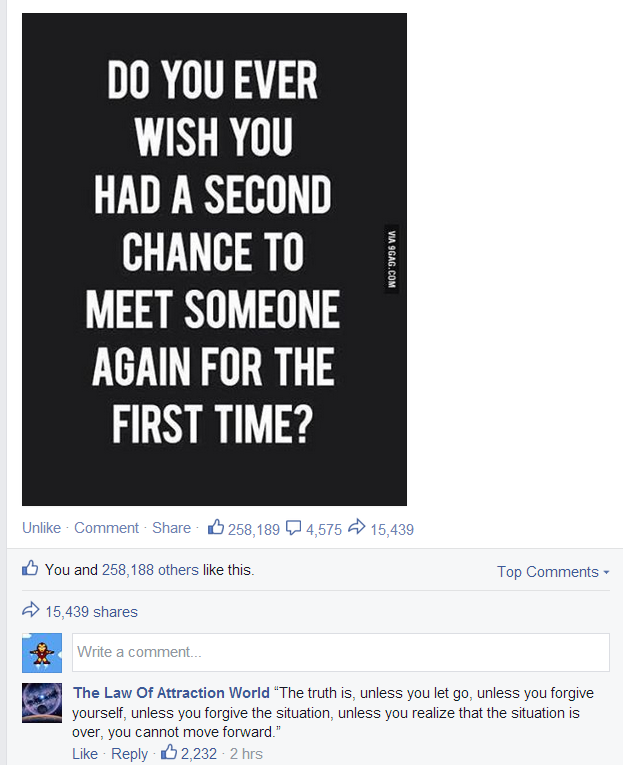 DO YOU EVER
WISH YOU
HAD A SECOND
CHANCE TO
MEET SOMEONE
AGAIN FOR THE
FIRST TIME?
VIA 9GAG.COM
Unlike · Comment · Share · 258,189 4,575 15,439
You and 258,188 others like this.
Top Comments
15,439 shares
Write a comment...
The Law Of Attraction World “The truth is, unless you let go, unless you forgive
yourself, unless you forgive the situation, unless you realize that the situation is
over, you cannot move forward.”
Like · Reply · 2,232 · 2 hrs